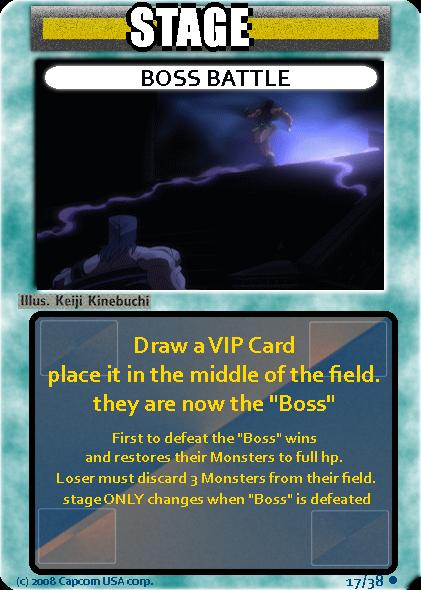 STAGE
BOSS BATTLE
Illus. Keiji Kinebuchi
Draw a VIP Card
place it in the middle of the field.
they are now the "Boss"
First to defeat the "Boss" wins
and restores their Monsters to full hp.
Loser must discard 3 Monsters from their field.
stage ONLY changes when "Boss" is defeated
(c) 2008 Capcom USA corp.
17/38 ●